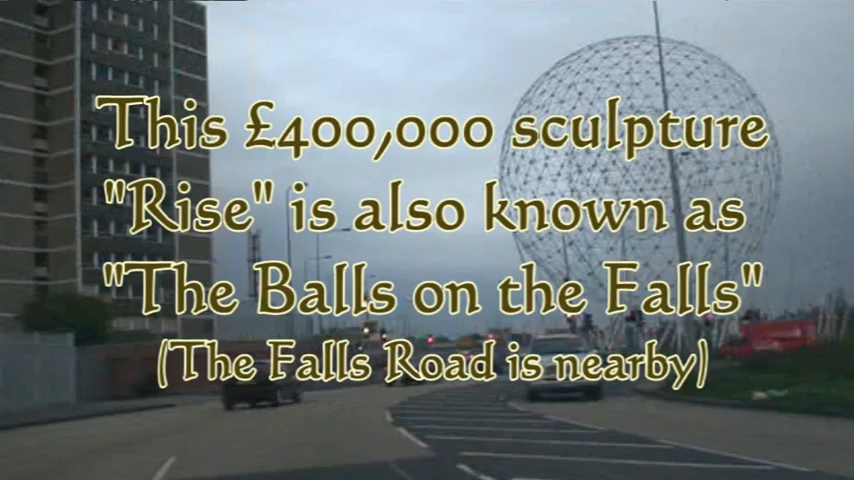 This £400,000 sculpture
"Rise" is also known as
"The Balls on the Falls"
(The Falls Road is nearby)